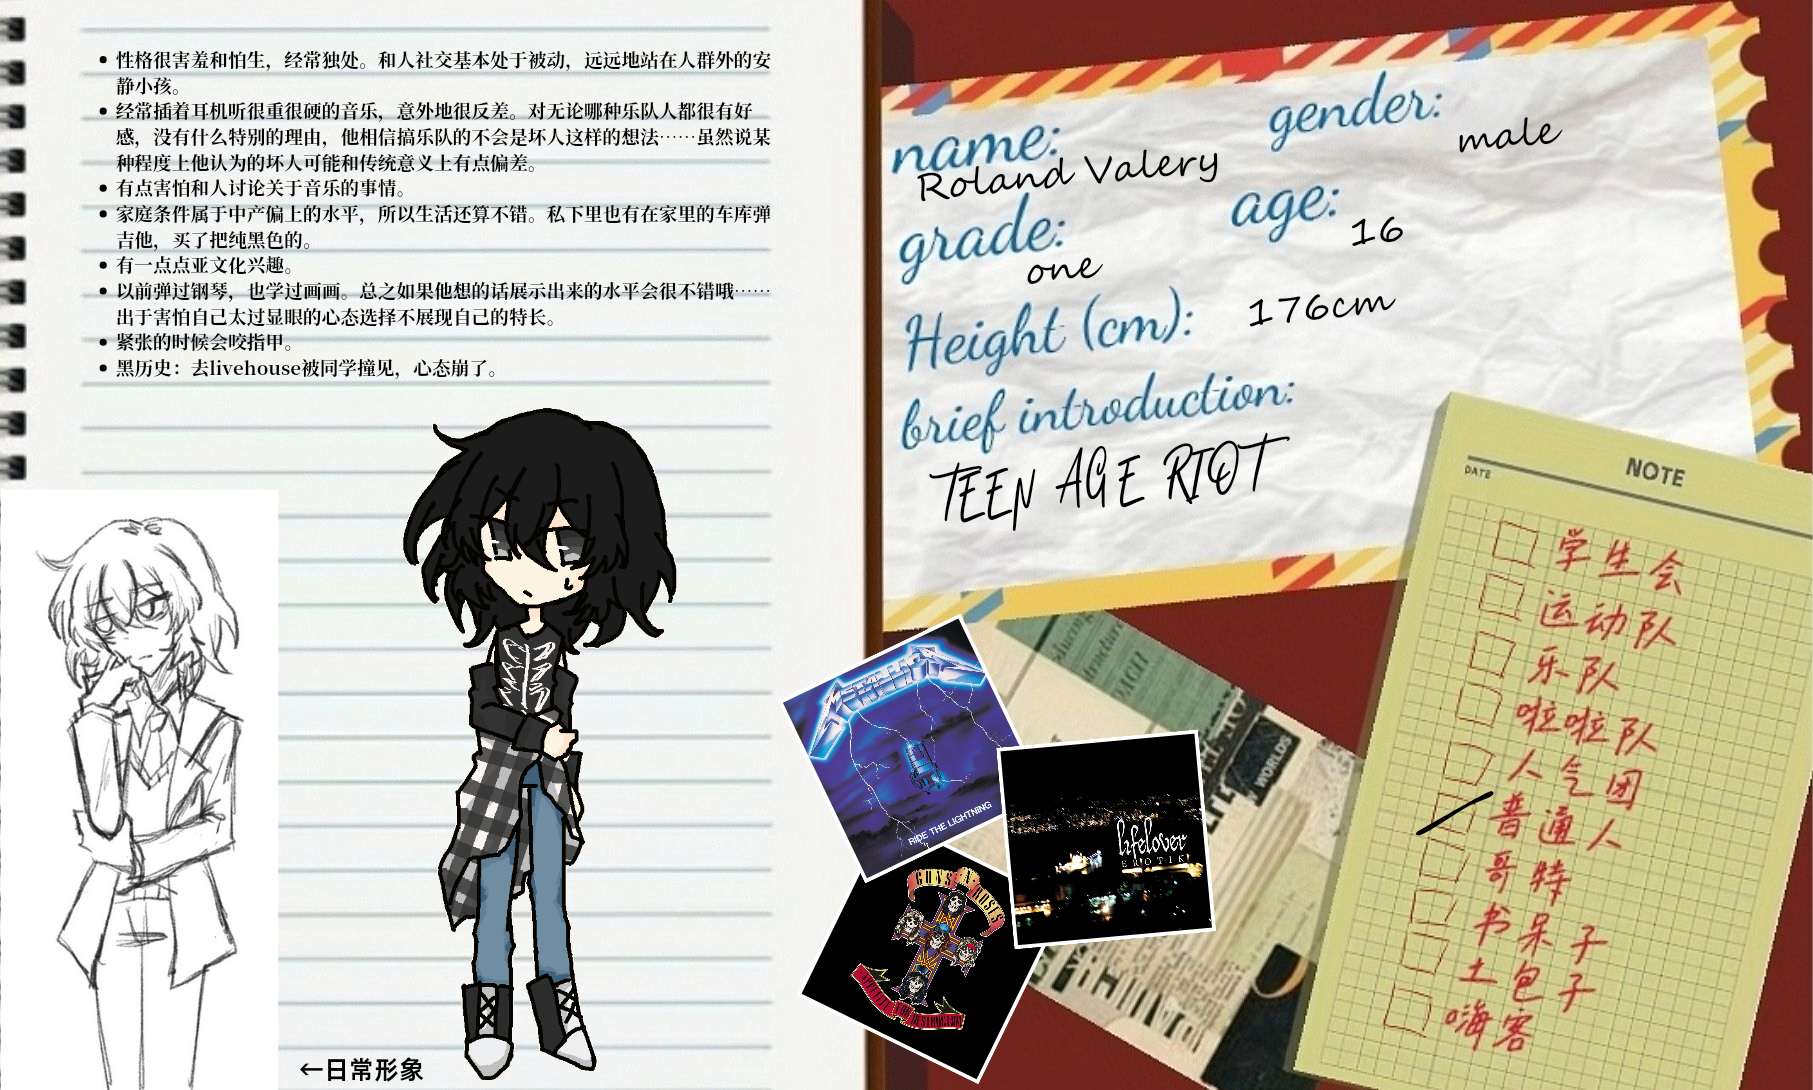 • 性格很害羞和怕生，经常独处。和人社交基本处于被动，远远地站在人群外的安
静小孩。
• 经常插着耳机听很重很硬的音乐，意外地很反差。对无论哪种乐队人都很有好
感，没有什么特别的理由，他相信搞乐队的不会是坏人这样的想法……虽然说某
种程度上他认为的坏人可能和传统意义上有点偏差。
• 有点害怕和人讨论关于音乐的事情。
• 家庭条件属于中产偏上的水平，所以生活还算不错。私下里也有在家里的车库弹
吉他，买了把纯黑色的。
• 有一点点亚文化兴趣。
• 以前弹过钢琴，也学过画画。总之如果他想的话展示出来的水平会很不错哦……
出于害怕自己太过显眼的心态选择不展现自己的特长。
• 紧张的时候会咬指甲。
• 黑历史：去livehouse被同学撞见，心态崩了。
←日常形象
name:
Roland Valery
gender:
male
grade:
one
age:
16
Height (cm):
176cm
brief introduction:
TEEN AGE RIOT
METALLICA
RIDE THE LIGHTNING
lifelover
EROTIK
GUNS N' ROSES
APPETITE FOR DESTRUCTION
WORLDS
NOTE
DATE
学生会
运动队
乐队
啦啦队
人气团
普通人
哥特
书呆子
土包子
嗨客